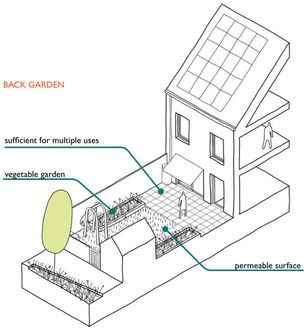 BACK GARDEN
sufficient for multiple uses
vegetable garden
permeable surface